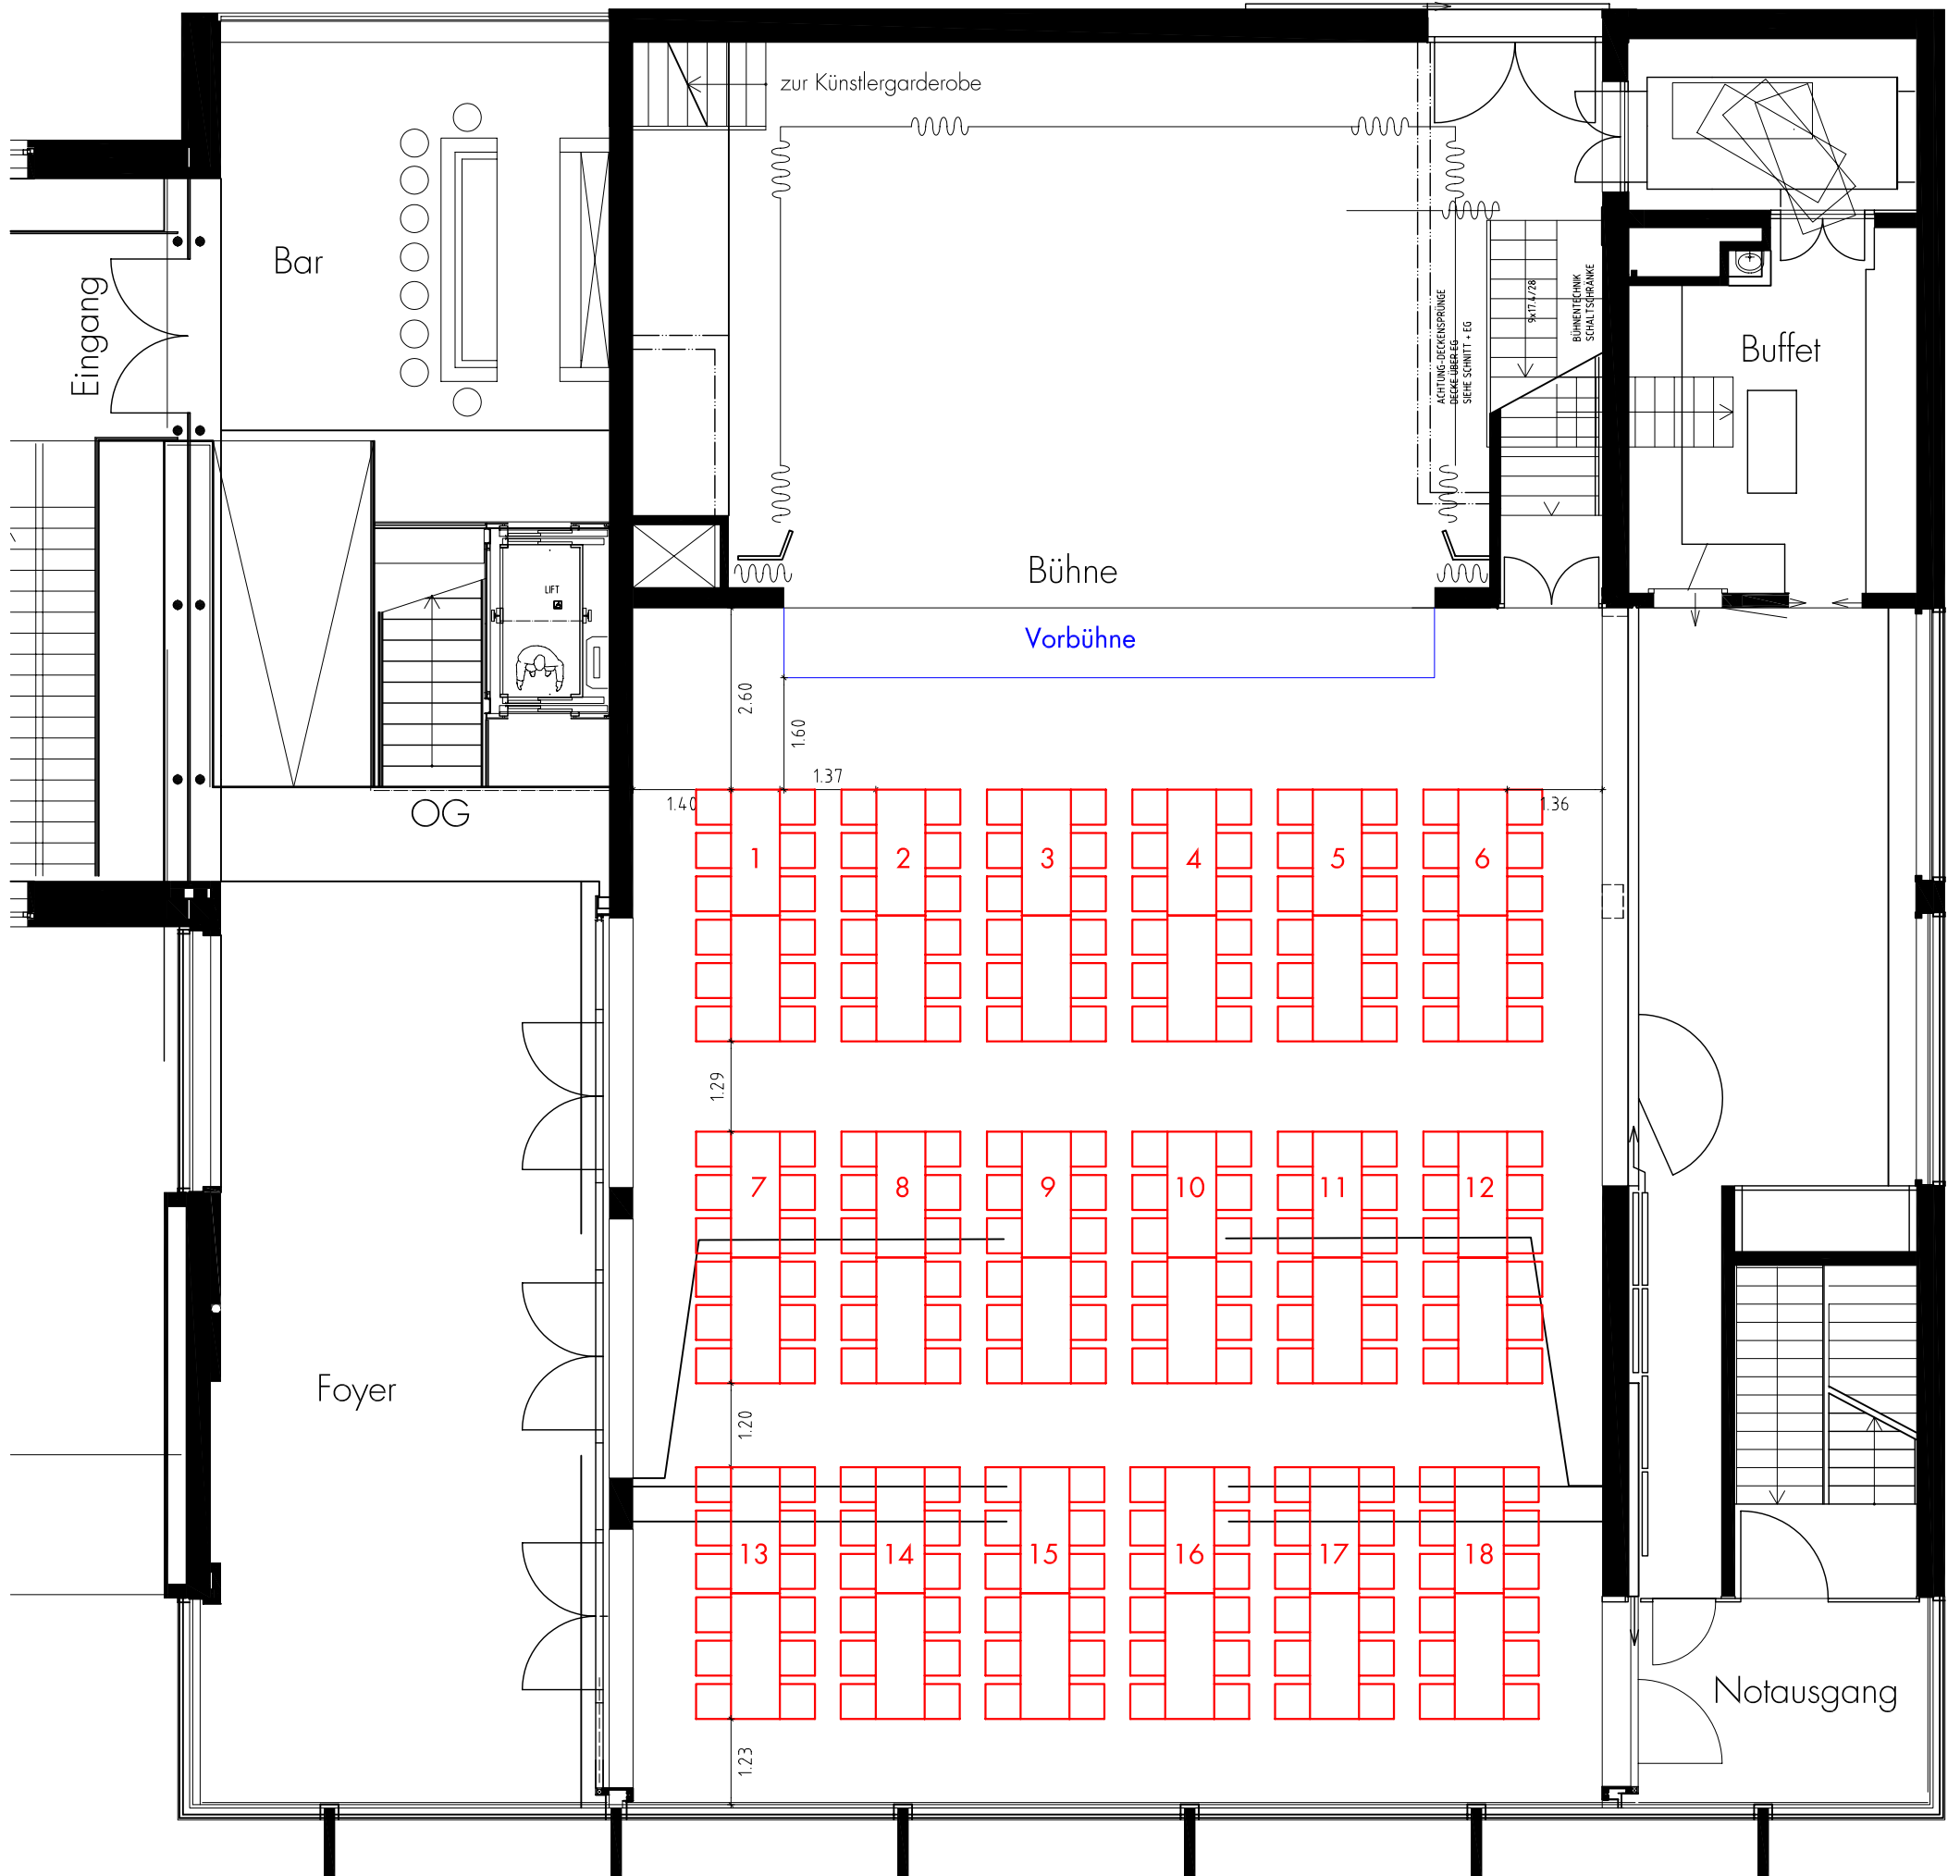 zur Künstlergarderobe
Bar
Eingang
ACHTUNG-DECKENSPRÜNGE
DECKE ÜBER EG
SIEHE SCHNITT + EG
9x17.4/28
BÜHNENTECHNIK
SCHALTSCHRÄNKE
Buffet
Bühne
LIFT
Vorbühne
2.60
1.60
1.37
1.40
1.36
OG
1
2
3
4
5
6
1.29
7
8
9
10
11
12
Foyer
1.20
13
14
15
16
17
18
Notausgang
1.23